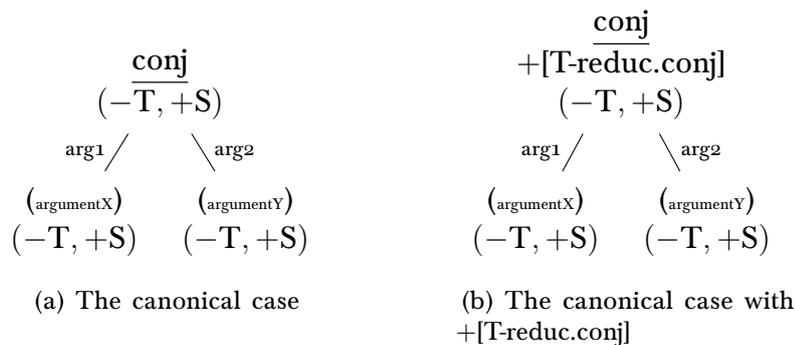 conj
(−T, +S)
arg1 arg2
(argumentX) (argumentY)
(−T, +S) (−T, +S)
(a) The canonical case
conj
+[T-reduc.conj]
(−T, +S)
arg1 arg2
(argumentX) (argumentY)
(−T, +S) (−T, +S)
(b) The canonical case with
+[T-reduc.conj]